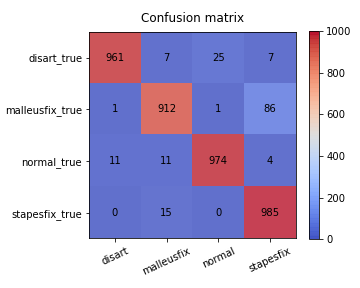 Confusion matrix
disart_true 961 7 25 7
malleusfix_true 1 912 1 86
normal_true 11 11 974 4
stapesfix_true 0 15 0 985
disart malleusfix normal stapesfix
1000
800
600
400
200
0